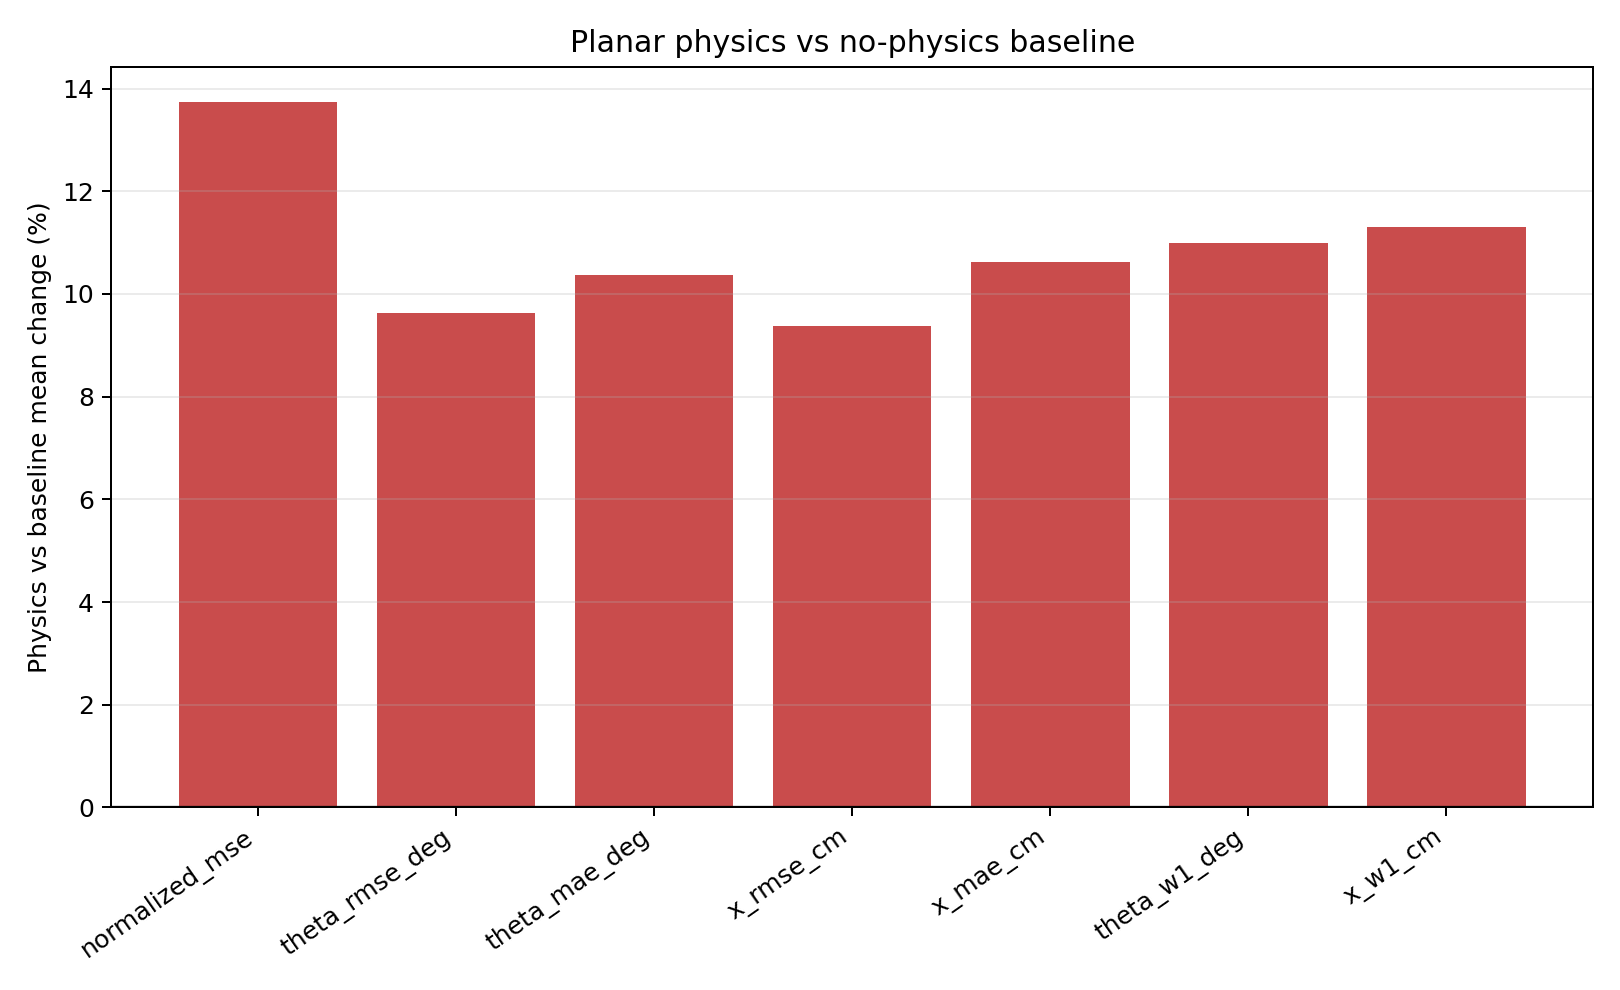 Planar physics vs no-physics baseline
Physics vs baseline mean change (%)
14
12
10
8
6
4
2
0
normalized_mse
theta_rmse_deg
theta_mae_deg
x_rmse_cm
x_mae_cm
theta_w1_deg
x_w1_cm